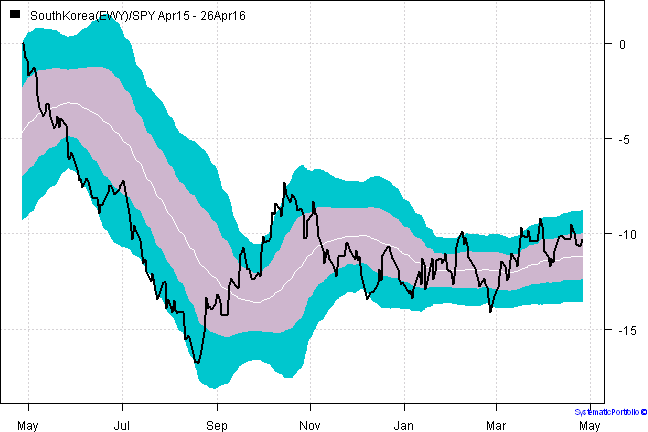 SouthKorea(EWY)/SPY Apr15 - 26Apr16
0
-5
-10
-15
SystematicPortfolio ©
May Jul Sep Nov Jan Mar May